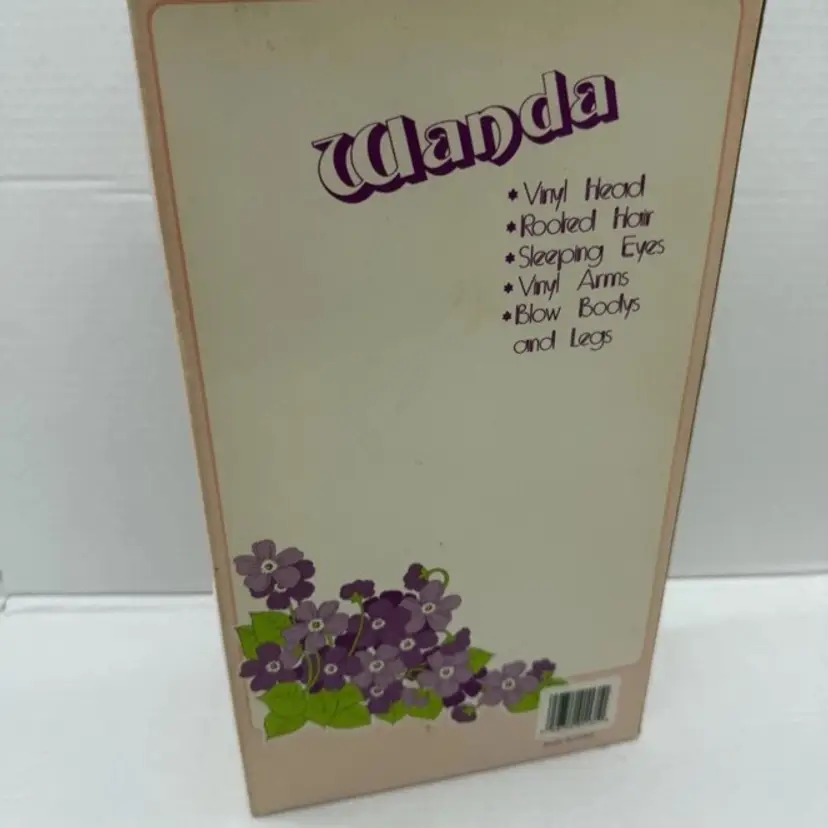 Wanda
* Vinyl Head
* Rooted Hair
* Sleeping Eyes
* Vinyl Arms
* Blow Bodys
and Legs